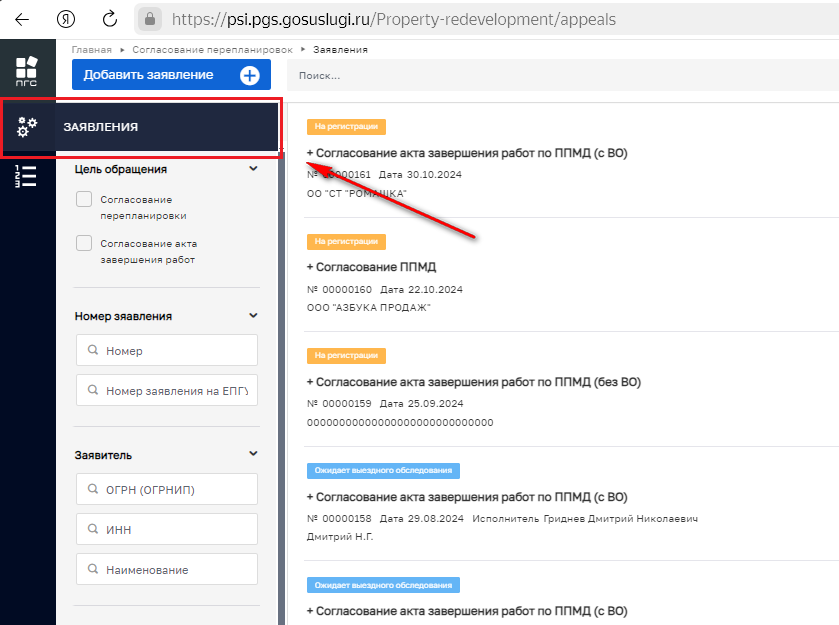 https://psi.pgs.gosuslugi.ru/Property-redevelopment/appeals
Главная ▸ Согласование перепланировок ▸ Заявления
ПГС
Добавить заявление
Поиск...
ЗАЯВЛЕНИЯ
Цель обращения
Согласование
перепланировки
Согласование акта
завершения работ
Номер зяавления
Номер
Номер заявления на ЕПГУ
Заявитель
ОГРН (ОГРНИП)
ИНН
Наименование
На регистрации
+ Согласование акта завершения работ по ППМД (с ВО)
№ 00000161 Дата 30.10.2024
ОО "СТ "РОМАШКА"
На регистрации
+ Согласование ППМД
№ 00000160 Дата 22.10.2024
ООО "АЗБУКА ПРОДАЖ"
На регистрации
+ Согласование акта завершения работ по ППМД (без ВО)
№ 00000159 Дата 25.09.2024
Ожидает выездного обследования
+ Согласование акта завершения работ по ППМД (с ВО)
№ 00000158 Дата 29.08.2024 Исполнитель Гриднев Дмитрий Николаевич
Дмитрий Н.Г.
Ожидает выездного обследования
+ Согласование акта завершения работ по ППМД (с ВО)